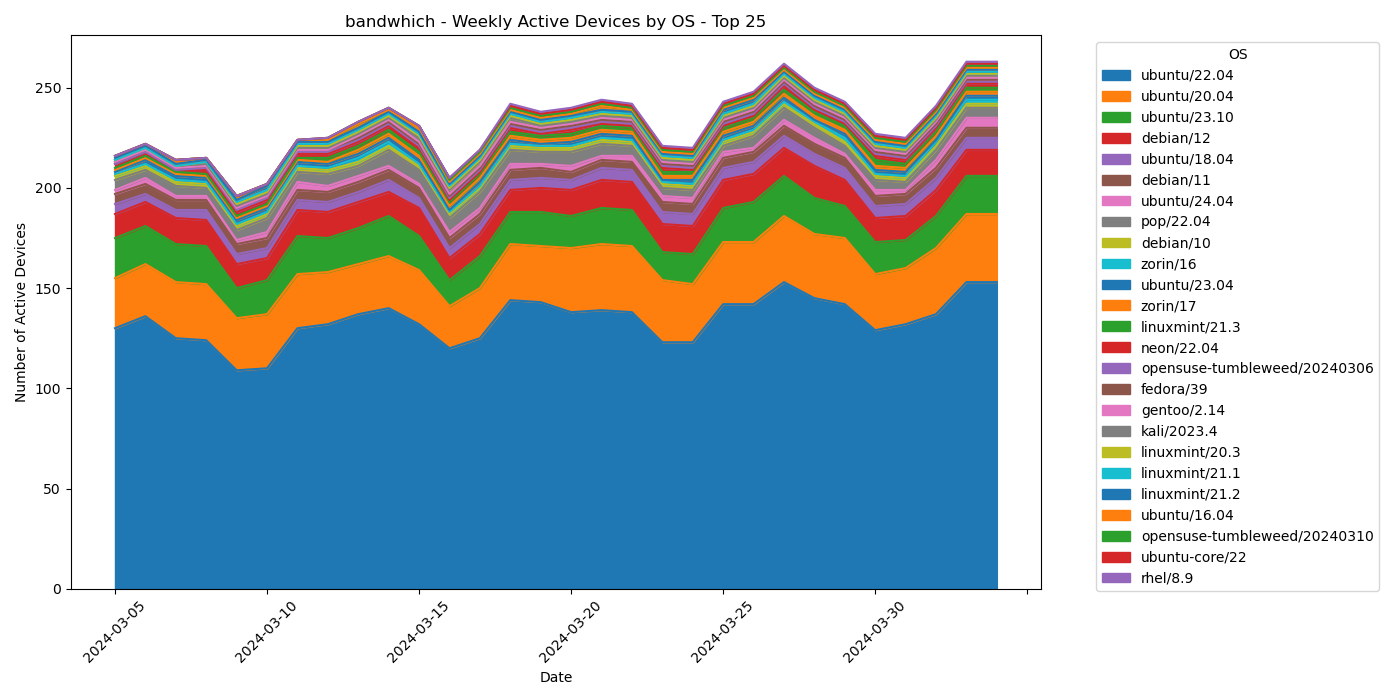 bandwhich - Weekly Active Devices by OS - Top 25
Number of Active Devices
250
200
150
100
50
0
2024-03-05
2024-03-10
2024-03-15
2024-03-20
2024-03-25
2024-03-30
Date
OS
ubuntu/22.04
ubuntu/20.04
ubuntu/23.10
debian/12
ubuntu/18.04
debian/11
ubuntu/24.04
pop/22.04
debian/10
zorin/16
ubuntu/23.04
zorin/17
linuxmint/21.3
neon/22.04
opensuse-tumbleweed/20240306
fedora/39
gentoo/2.14
kali/2023.4
linuxmint/20.3
linuxmint/21.1
linuxmint/21.2
ubuntu/16.04
opensuse-tumbleweed/20240310
ubuntu-core/22
rhel/8.9